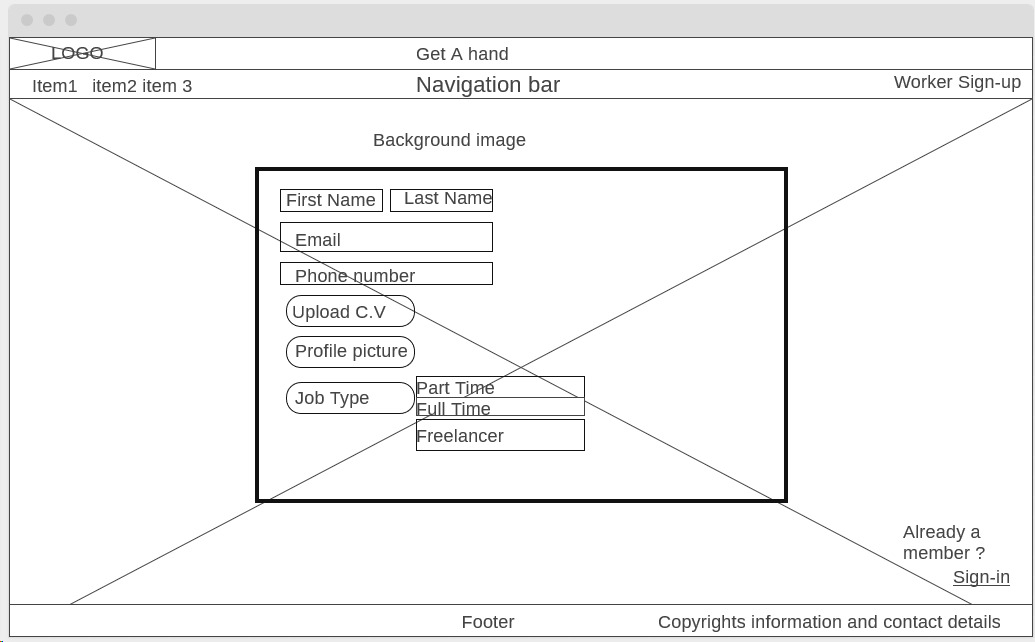 LOGO
Get A hand
Item1 item2 item 3
Navigation bar
Worker Sign-up
Background image
First Name
Last Name
Email
Phone number
Upload C.V
Profile picture
Job Type
Part Time
Full Time
Freelancer
Already a
member ?
Sign-in
Footer
Copyrights information and contact details